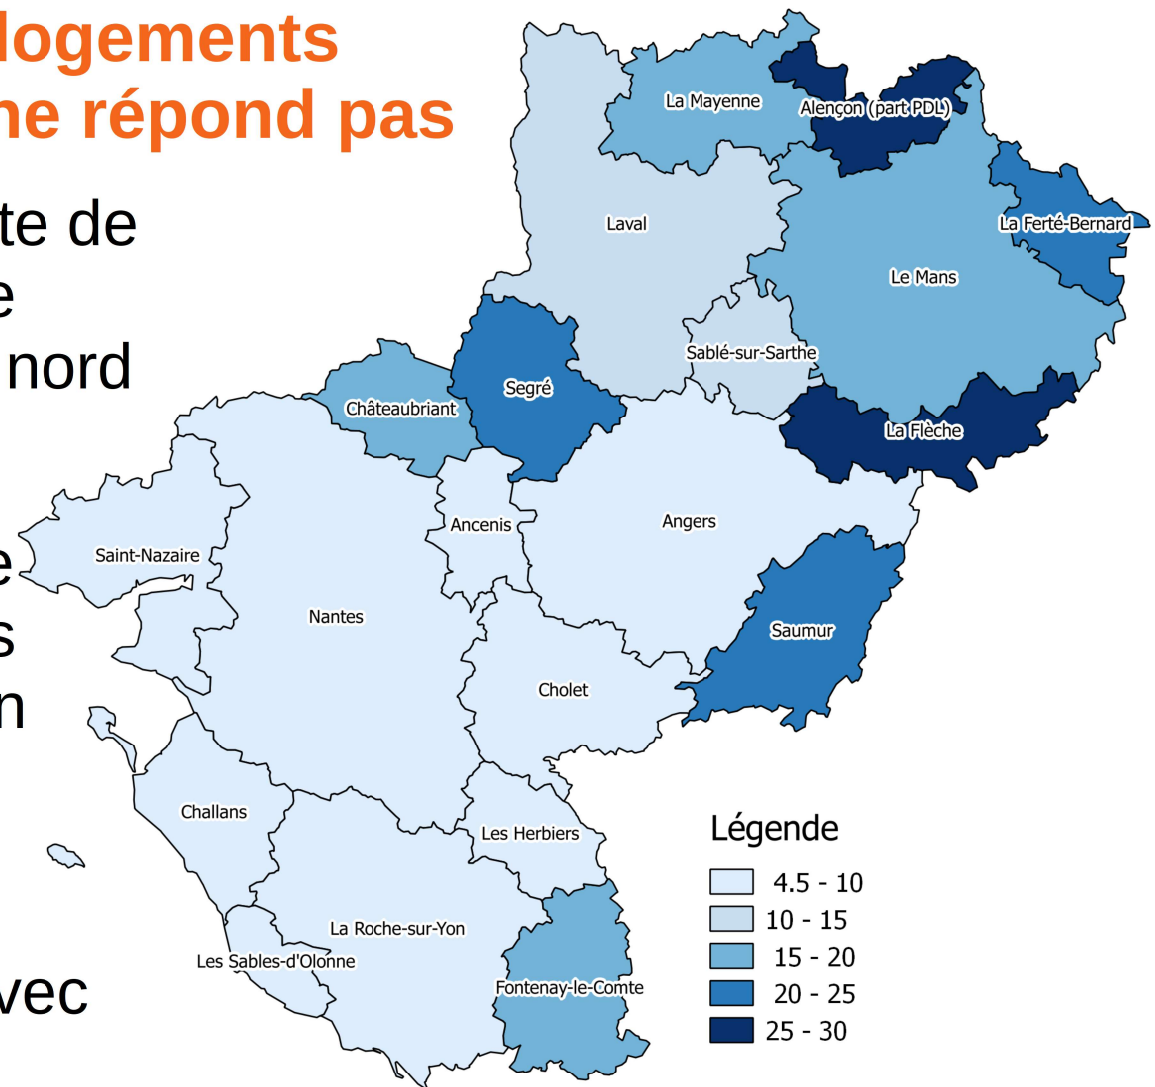 logements
ne répond pas
te de
e
nord
e
s
n
vec
La Mayenne
Alençon (part PDL)
Laval
La Ferté-Bernard
Le Mans
Sablé-sur-Sarthe
Segré
Châteaubriant
La Flèche
Ancenis
Angers
Saint-Nazaire
Nantes
Saumur
Cholet
Challans
Les Herbiers
La Roche-sur-Yon
Les Sables-d'Olonne
Fontenay-le-Comte
Légende
4.5 - 10
10 - 15
15 - 20
20 - 25
25 - 30